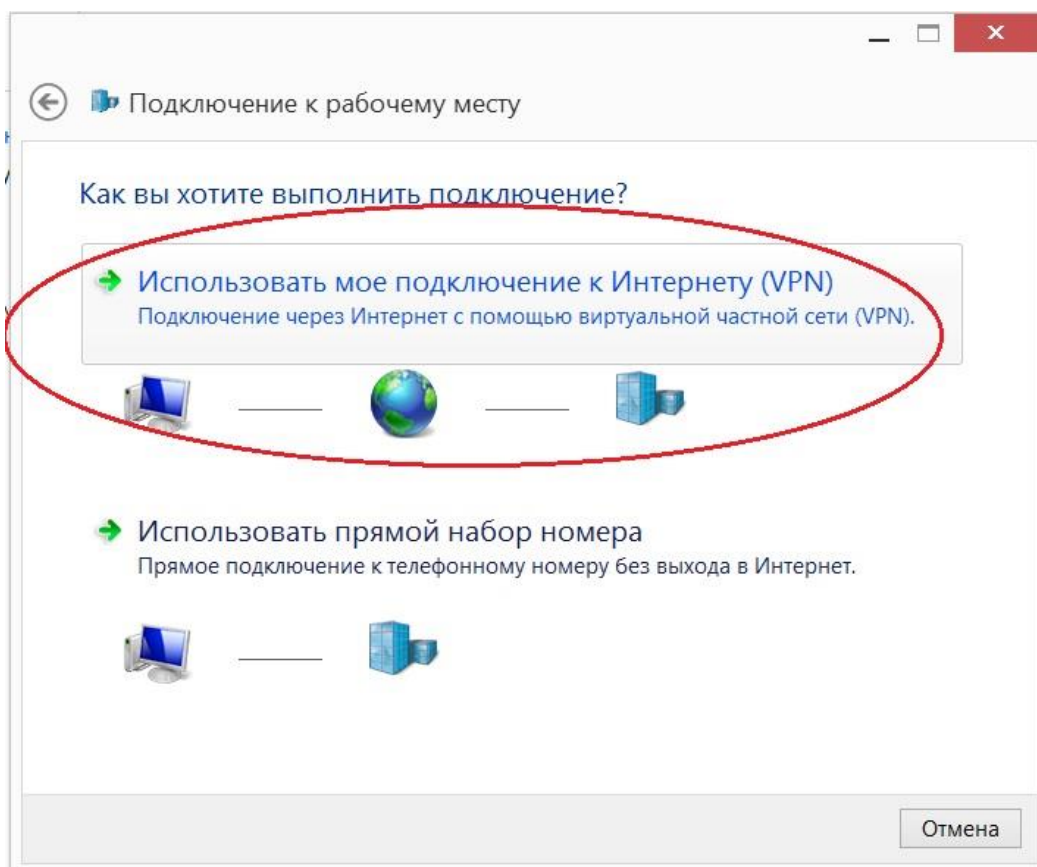 Подключение к рабочему месту
Как вы хотите выполнить подключение?
Использовать мое подключение к Интернету (VPN)
Подключение через Интернет с помощью виртуальной частной сети (VPN).
Использовать прямой набор номера
Прямое подключение к телефонному номеру без выхода в Интернет.
Отмена